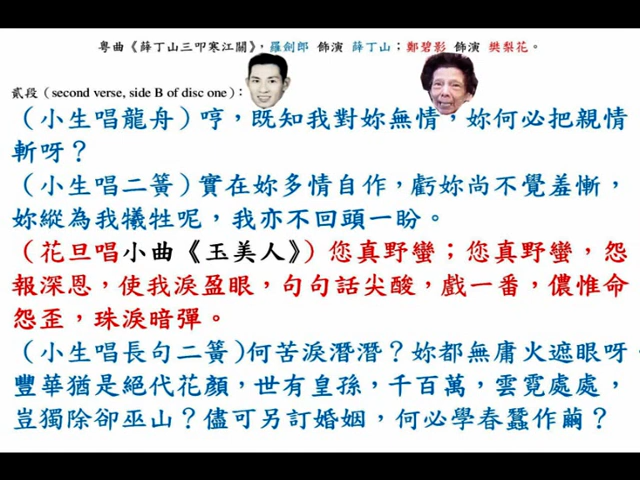 粵曲《薛丁山三叩寒江關》，羅劍郎 飾演 薛丁山；鄭碧影 飾演 樊梨花。
貳段（second verse, side B of disc one）：
（小生唱龍舟）哼，既知我對妳無情，妳何必把親情
斬呀？
（小生唱二簧）實在妳多情自作，虧妳尚不覺羞慚，
妳縱為我犧牲呢，我亦不回頭一盼。
（花旦唱小曲《玉美人》）您真野蠻；您真野蠻，怨
報深恩，使我淚盈眼，句句話尖酸，戲一番，儂惟命
怨歪，珠淚暗彈。
（小生唱長句二簧）何苦淚潛潛？妳都無庸火遮眼呀，
豐華猶是絕代花顏，世有皇孫，千百萬，雲霓處處，
豈獨除卻巫山？儘可另訂婚姻，何必學春蠶作繭？